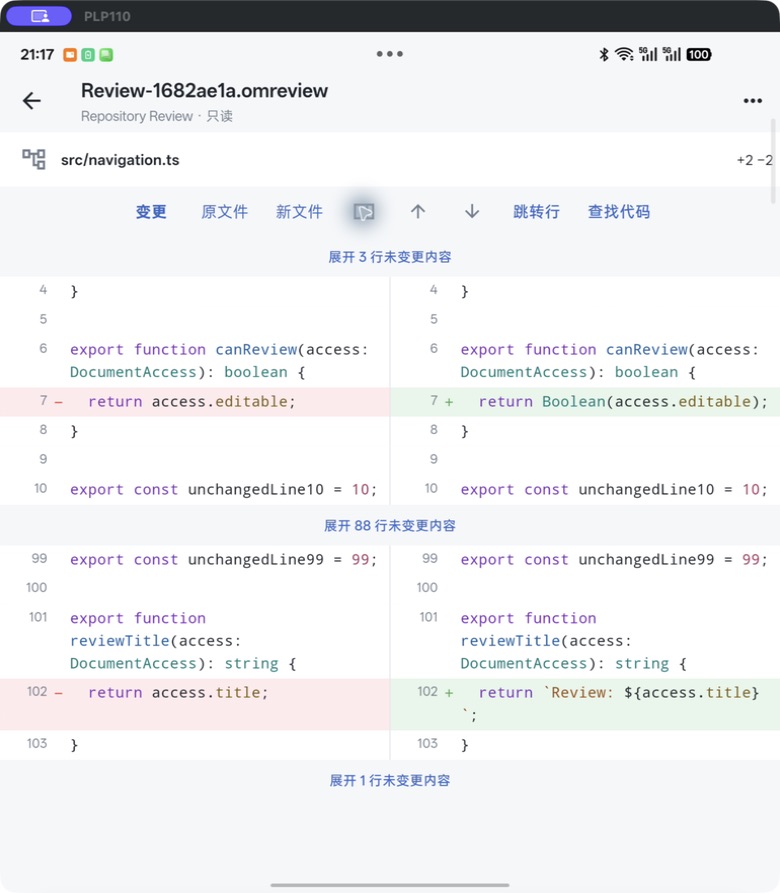 PLP110
21:17
5G 5G 100
Review-1682ae1a.omreview
Repository Review · 只读
src/navigation.ts +2 −2
变更 原文件 新文件 跳转行 查找代码
展开 3 行未变更内容
4 } 4 }
5 5
6 export function canReview(access: 6 export function canReview(access:
DocumentAccess): boolean { DocumentAccess): boolean {
7 − return access.editable; 7 + return Boolean(access.editable);
8 } 8 }
9 9
10 export const unchangedLine10 = 10; 10 export const unchangedLine10 = 10;
展开 88 行未变更内容
99 export const unchangedLine99 = 99; 99 export const unchangedLine99 = 99;
100 100
101 export function 101 export function
reviewTitle(access: reviewTitle(access:
DocumentAccess): string { DocumentAccess): string {
102 − return access.title; 102 + return `Review: ${access.title}
`;
103 } 103 }
展开 1 行未变更内容